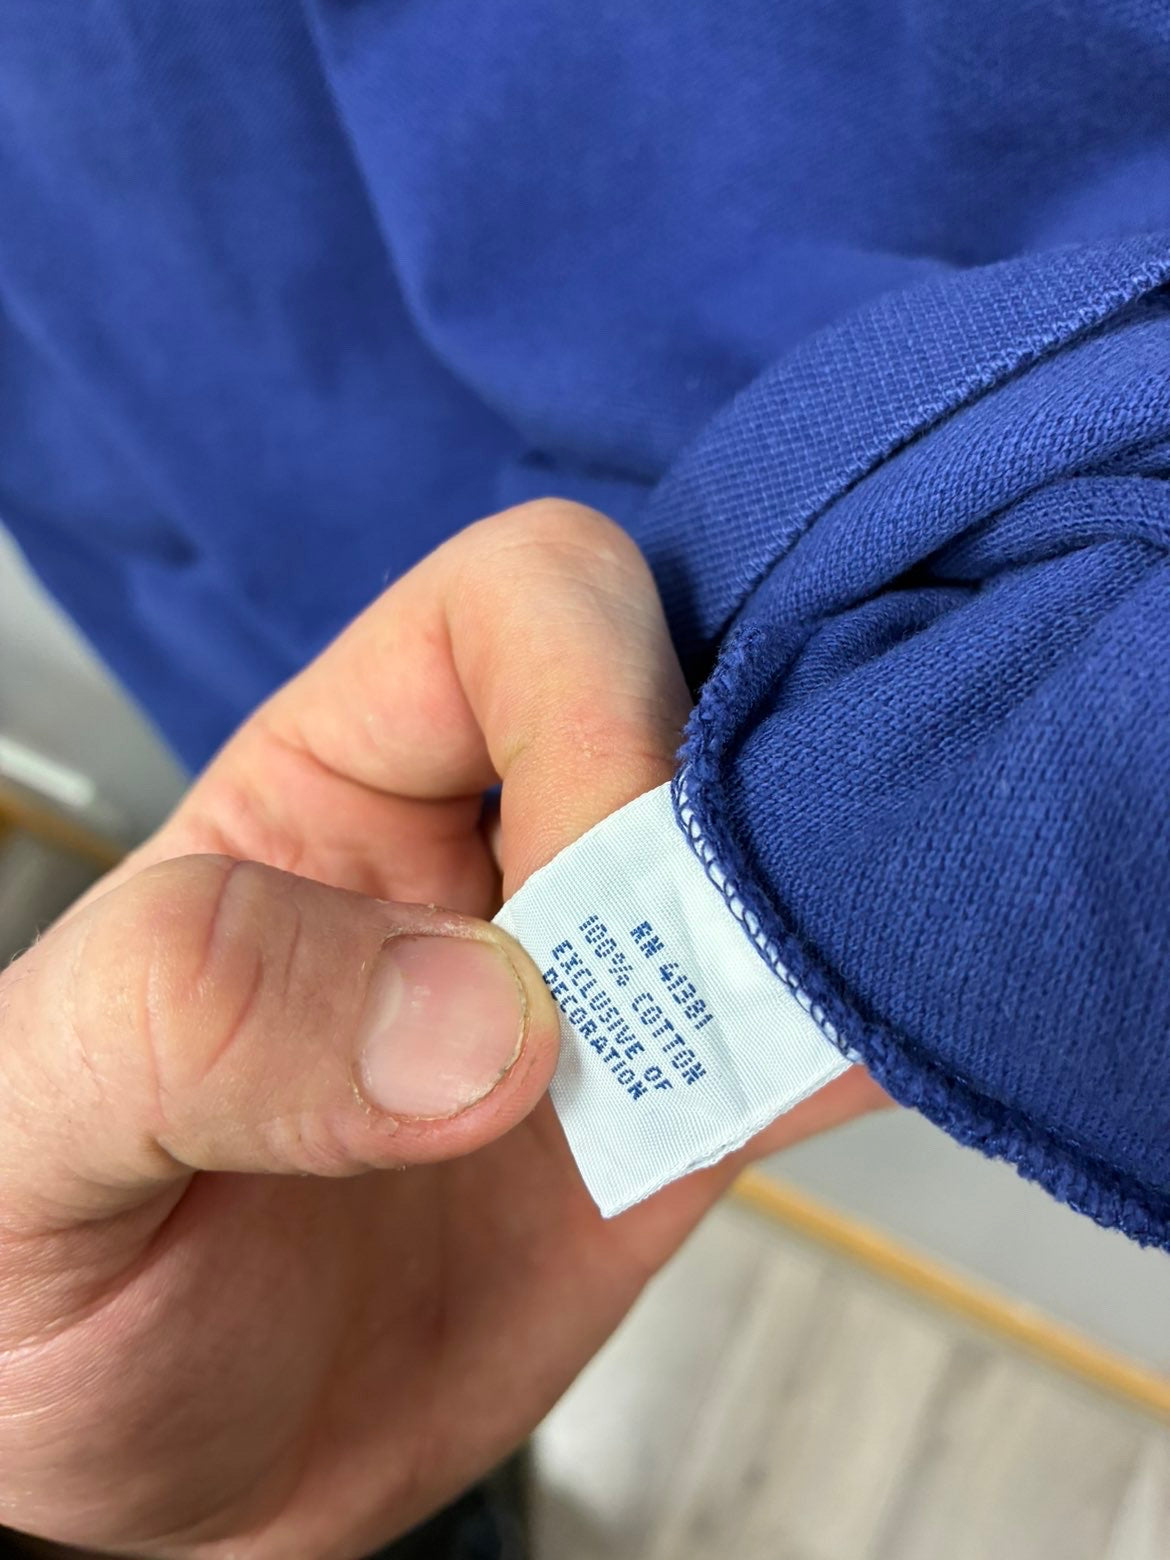 RN 41381
100% COTTON
EXCLUSIVE OF
DECORATION